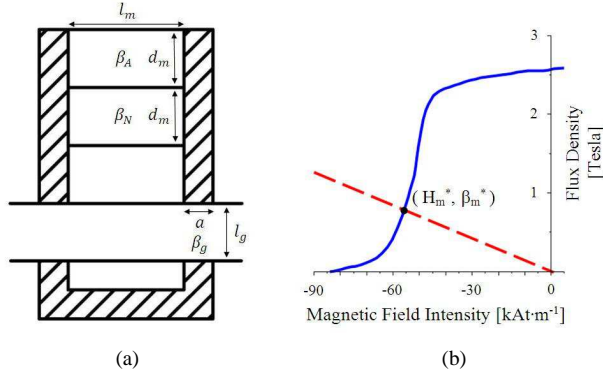 l_m
β_A d_m
β_N d_m
a
β_g
l_g
(a)
3
2
1
0
-90
-60
-30
0
(H_m*, β_m*)
Flux Density
[Tesla]
Magnetic Field Intensity [kAt·m⁻¹]
(b)